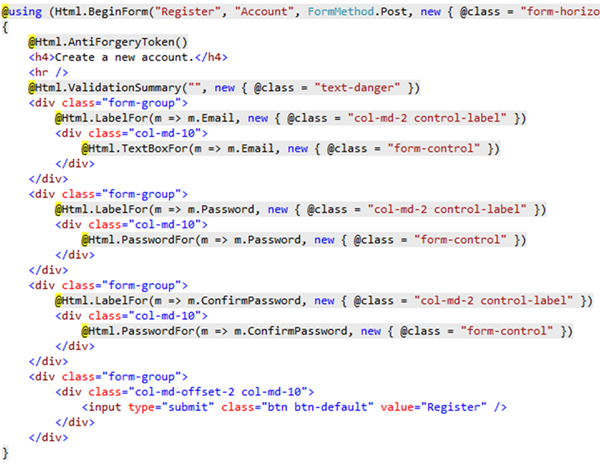 @using (Html.BeginForm("Register", "Account", FormMethod.Post, new { @class = "form-horizo
{
@Html.AntiForgeryToken()
<h4>Create a new account.</h4>
<hr />
@Html.ValidationSummary("", new { @class = "text-danger" })
<div class="form-group">
@Html.LabelFor(m => m.Email, new { @class = "col-md-2 control-label" })
<div class="col-md-10">
@Html.TextBoxFor(m => m.Email, new { @class = "form-control" })
</div>
</div>
<div class="form-group">
@Html.LabelFor(m => m.Password, new { @class = "col-md-2 control-label" })
<div class="col-md-10">
@Html.PasswordFor(m => m.Password, new { @class = "form-control" })
</div>
</div>
<div class="form-group">
@Html.LabelFor(m => m.ConfirmPassword, new { @class = "col-md-2 control-label" })
<div class="col-md-10">
@Html.PasswordFor(m => m.ConfirmPassword, new { @class = "form-control" })
</div>
</div>
<div class="form-group">
<div class="col-md-offset-2 col-md-10">
<input type="submit" class="btn btn-default" value="Register" />
</div>
</div>
}